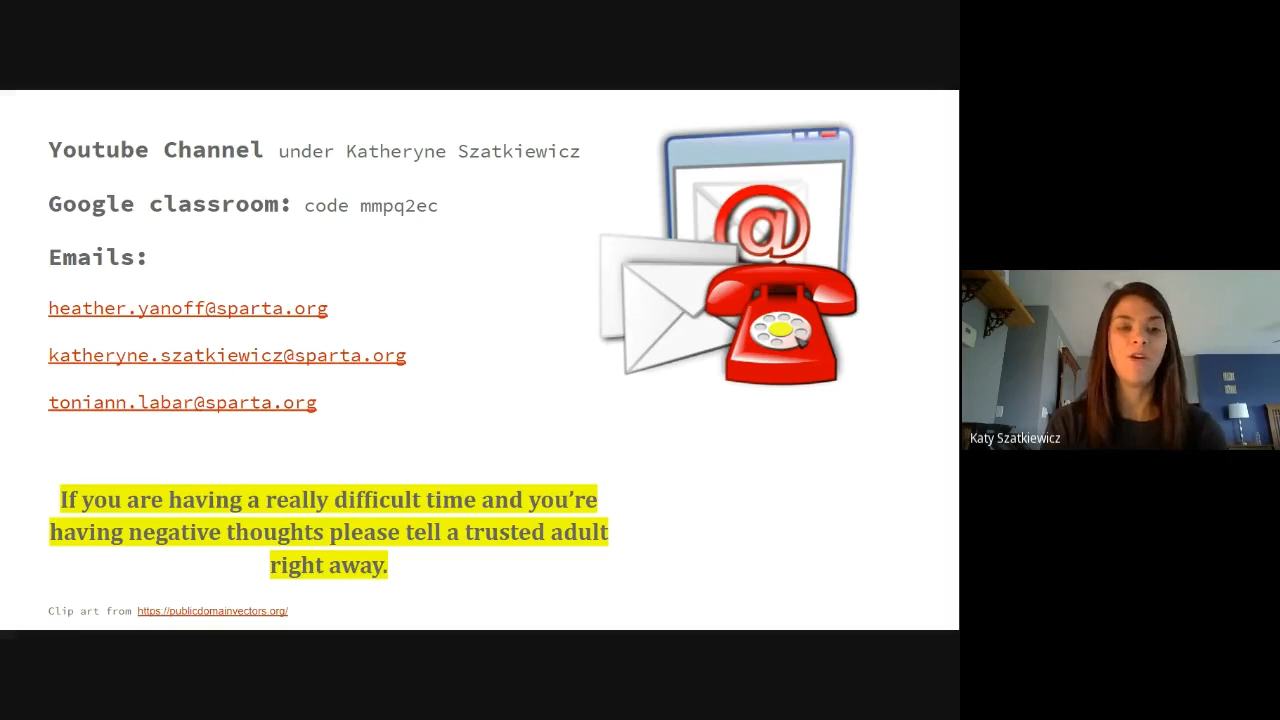 Youtube Channel under Katheryne Szatkiewicz
Google classroom: code mmpq2ec
Emails:
heather.yanoff@sparta.org
katheryne.szatkiewicz@sparta.org
toniann.labar@sparta.org
If you are having a really difficult time and you’re
having negative thoughts please tell a trusted adult
right away.
Clip art from https://publicdomainvectors.org/
@
Katy Szatkiewicz